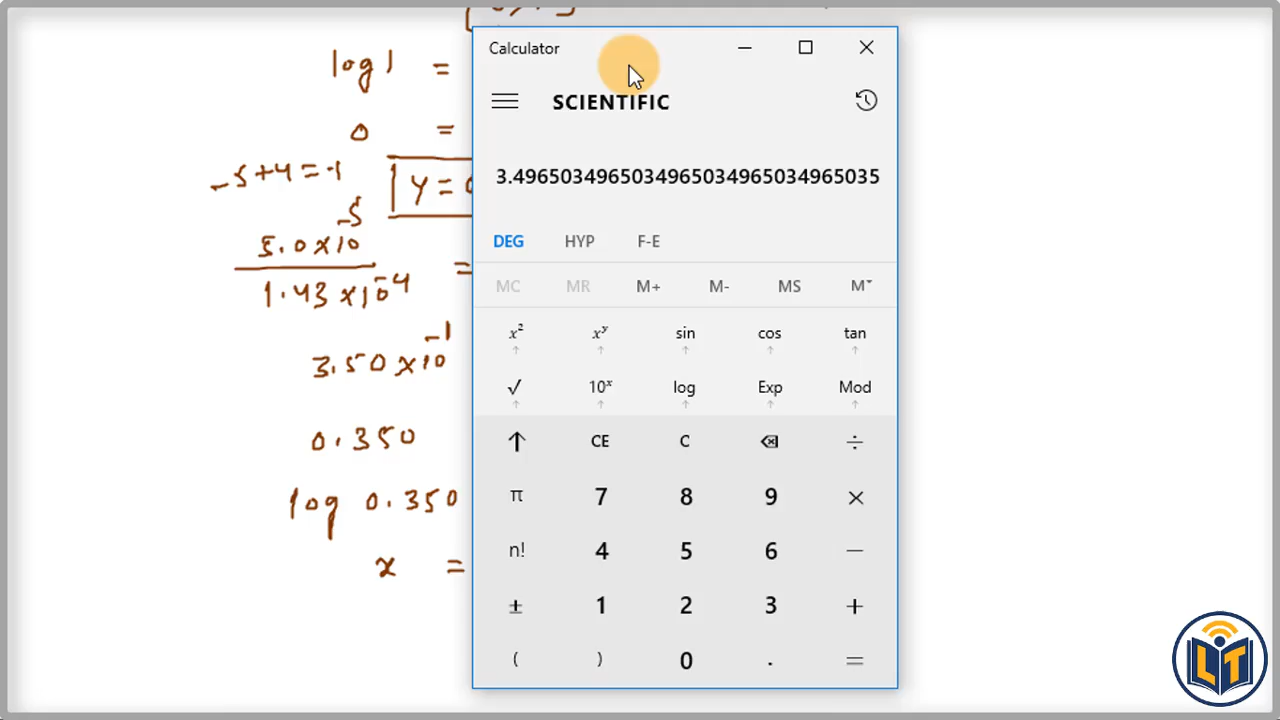 log 1 =
0 =
-5+4=-1
Y =
5.0×10^-5
1.43×10^-4
=
3.50×10^-1
0.350
log 0.350
x =
Calculator
SCIENTIFIC
3.4965034965034965034965034965035
DEG HYP F-E
MC MR M+ M- MS M˅
x² x^y sin cos tan
√ 10^x log Exp Mod
↑ CE C ⌫ ÷
π 7 8 9 ×
n! 4 5 6 −
± 1 2 3 +
( ) 0 . =
LT